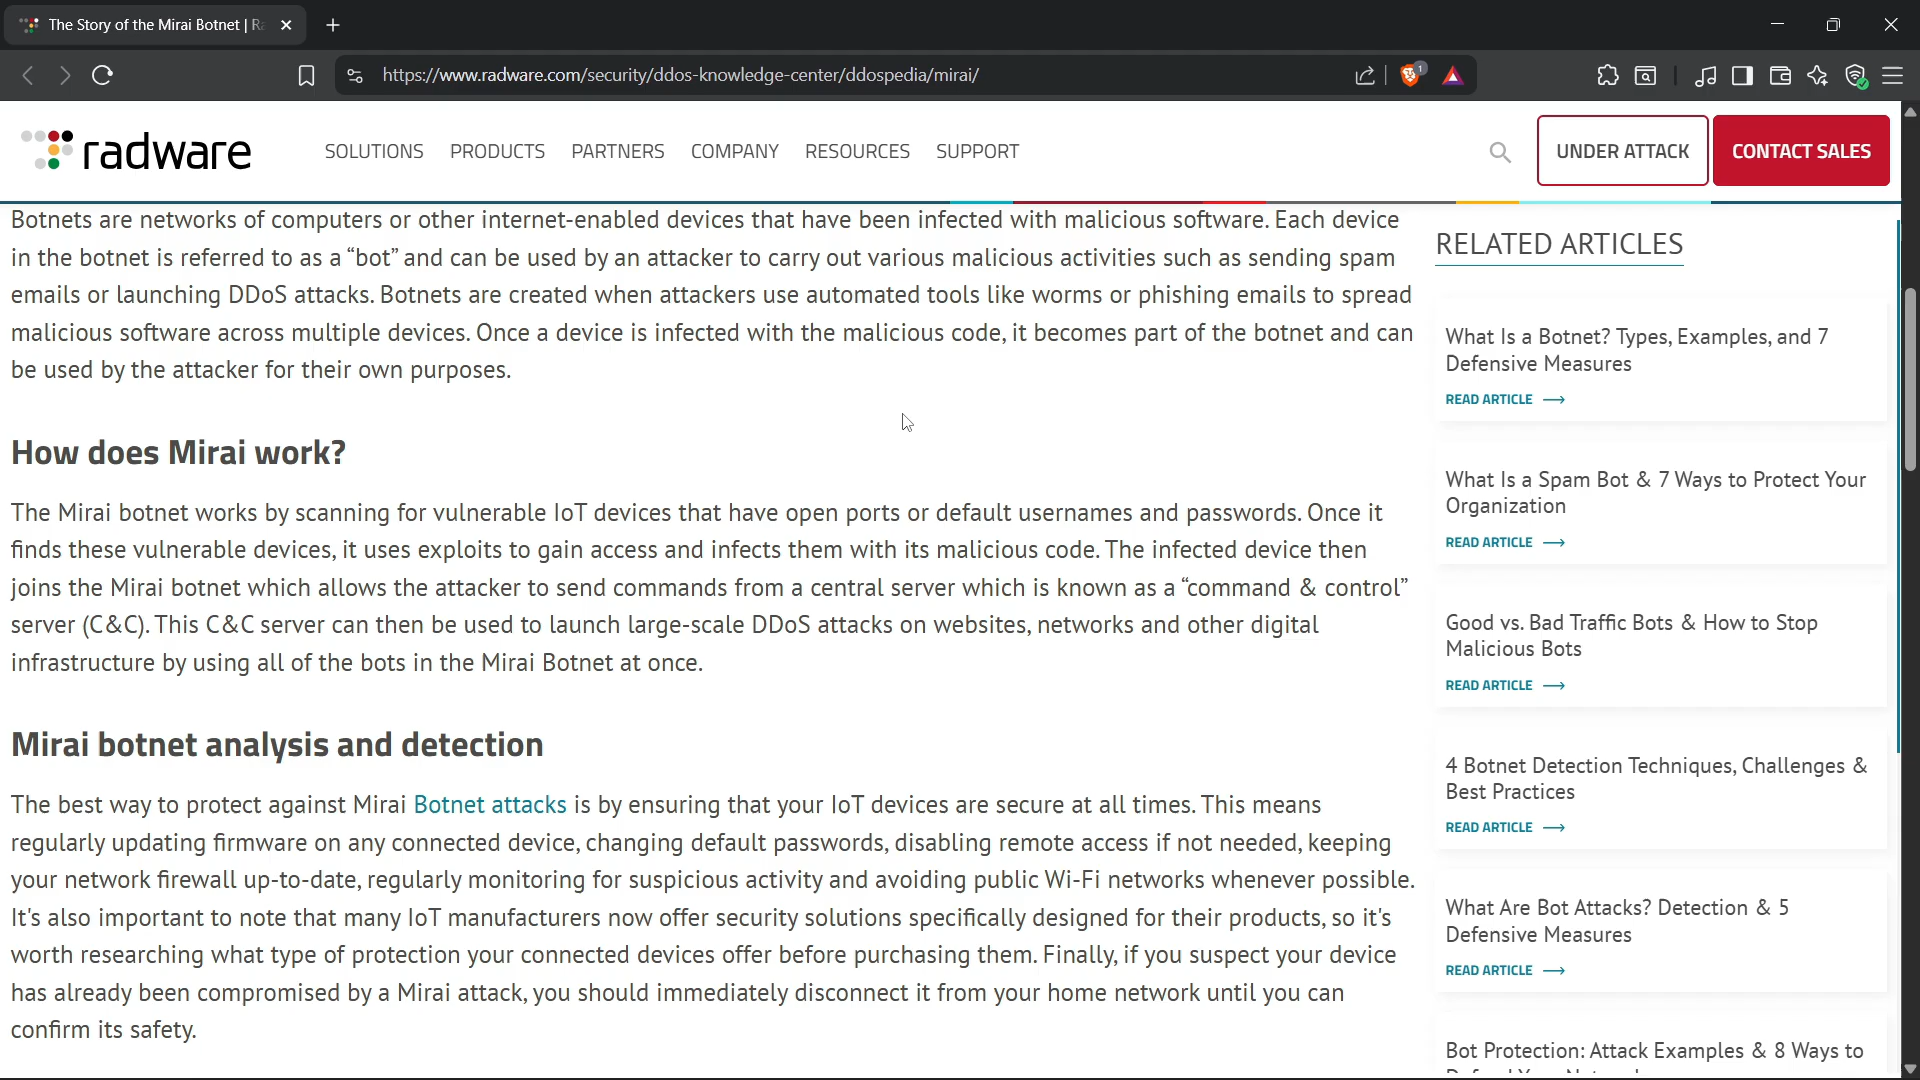 The Story of the Mirai Botnet | Ra
https://www.radware.com/security/ddos-knowledge-center/ddospedia/mirai/
1
radware
SOLUTIONS PRODUCTS PARTNERS COMPANY RESOURCES SUPPORT
UNDER ATTACK
CONTACT SALES
Botnets are networks of computers or other internet-enabled devices that have been infected with malicious software. Each device
in the botnet is referred to as a “bot” and can be used by an attacker to carry out various malicious activities such as sending spam
emails or launching DDoS attacks. Botnets are created when attackers use automated tools like worms or phishing emails to spread
malicious software across multiple devices. Once a device is infected with the malicious code, it becomes part of the botnet and can
be used by the attacker for their own purposes.
How does Mirai work?
The Mirai botnet works by scanning for vulnerable IoT devices that have open ports or default usernames and passwords. Once it
finds these vulnerable devices, it uses exploits to gain access and infects them with its malicious code. The infected device then
joins the Mirai botnet which allows the attacker to send commands from a central server which is known as a “command & control”
server (C&C). This C&C server can then be used to launch large-scale DDoS attacks on websites, networks and other digital
infrastructure by using all of the bots in the Mirai Botnet at once.
Mirai botnet analysis and detection
The best way to protect against Mirai Botnet attacks is by ensuring that your IoT devices are secure at all times. This means
regularly updating firmware on any connected device, changing default passwords, disabling remote access if not needed, keeping
your network firewall up-to-date, regularly monitoring for suspicious activity and avoiding public Wi-Fi networks whenever possible.
It's also important to note that many IoT manufacturers now offer security solutions specifically designed for their products, so it's
worth researching what type of protection your connected devices offer before purchasing them. Finally, if you suspect your device
has already been compromised by a Mirai attack, you should immediately disconnect it from your home network until you can
confirm its safety.
RELATED ARTICLES
What Is a Botnet? Types, Examples, and 7
Defensive Measures
READ ARTICLE
What Is a Spam Bot & 7 Ways to Protect Your
Organization
READ ARTICLE
Good vs. Bad Traffic Bots & How to Stop
Malicious Bots
READ ARTICLE
4 Botnet Detection Techniques, Challenges &
Best Practices
READ ARTICLE
What Are Bot Attacks? Detection & 5
Defensive Measures
READ ARTICLE
Bot Protection: Attack Examples & 8 Ways to